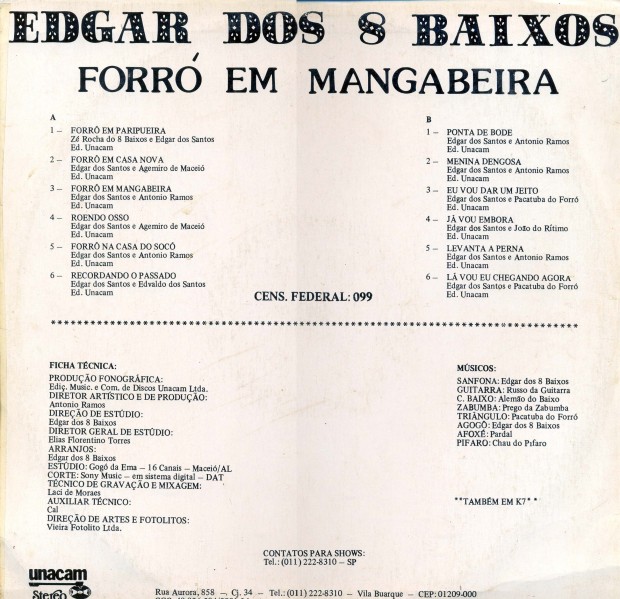 EDGAR DOS 8 BAIXOS
FORRÓ EM MANGABEIRA
A
1 – FORRÓ EM PARIPUEIRA
Zé Rocha do 8 Baixos e Edgar dos Santos
Ed. Unacam
2 – FORRÓ EM CASA NOVA
Edgar dos Santos e Agemiro de Maceió
Ed. Unacam
3 – FORRÓ EM MANGABEIRA
Edgar dos Santos e Antonio Ramos
Ed. Unacam
4 – ROENDO OSSO
Edgar dos Santos e Agemiro de Maceió
Ed. Unacam
5 – FORRÓ NA CASA DO SOCÓ
Edgar dos Santos e Antonio Ramos
Ed. Unacam
6 – RECORDANDO O PASSADO
Edgar dos Santos e Edvaldo dos Santos
Ed. Unacam
B
1 – PONTA DE BODE
Edgar dos Santos e Antonio Ramos
Ed. Unacam
2 – MENINA DENGOSA
Edgar dos Santos e Antonio Ramos
Ed. Unacam
3 – EU VOU DAR UM JEITO
Edgar dos Santos e Pacatuba do Forró
Ed. Unacam
4 – JÁ VOU EMBORA
Edgar dos Santos e João do Rítimo
Ed. Unacam
5 – LEVANTA A PERNA
Edgar dos Santos e Antonio Ramos
Ed. Unacam
6 – LÁ VOU EU CHEGANDO AGORA
Edgar dos Santos e Pacatuba do Forró
Ed. Unacam
CENS. FEDERAL: 099
FICHA TÉCNICA:
PRODUÇÃO FONOGRÁFICA:
Ediç. Music. e Com. de Discos Unacam Ltda.
DIRETOR ARTÍSTICO E DE PRODUÇÃO:
Antonio Ramos
DIREÇÃO DE ESTÚDIO:
Edgar dos 8 Baixos
DIRETOR GERAL DE ESTÚDIO:
Elias Florentino Torres
ARRANJOS:
Edgar dos 8 Baixos
ESTÚDIO: Gogó da Ema – 16 Canais – Maceió/AL
CORTE: Sony Music – em sistema digital – DAT
TÉCNICO DE GRAVAÇÃO E MIXAGEM:
Laci de Moraes
AUXILIAR TÉCNICO:
Cal
DIREÇÃO DE ARTES E FOTOLITOS:
Vieira Fotolito Ltda.
MÚSICOS:
SANFONA: Edgar dos 8 Baixos
GUITARRA: Russo da Guitarra
C. BAIXO: Alemão do Baixo
ZABUMBA: Prego da Zabumba
TRIÂNGULO: Pacatuba do Forró
AGOGÔ: Edgar dos 8 Baixos
AFOXÉ: Pardal
PÍFARO: Chau do Pífaro
**TAMBÉM EM K7**
CONTATOS PARA SHOWS:
Tel.: (011) 222-8310 – SP
unacam
Stereo
Rua Aurora, 858 – Cj. 34 – Tel.: (011) 222-8310 – Vila Buarque – CEP: 01209-000